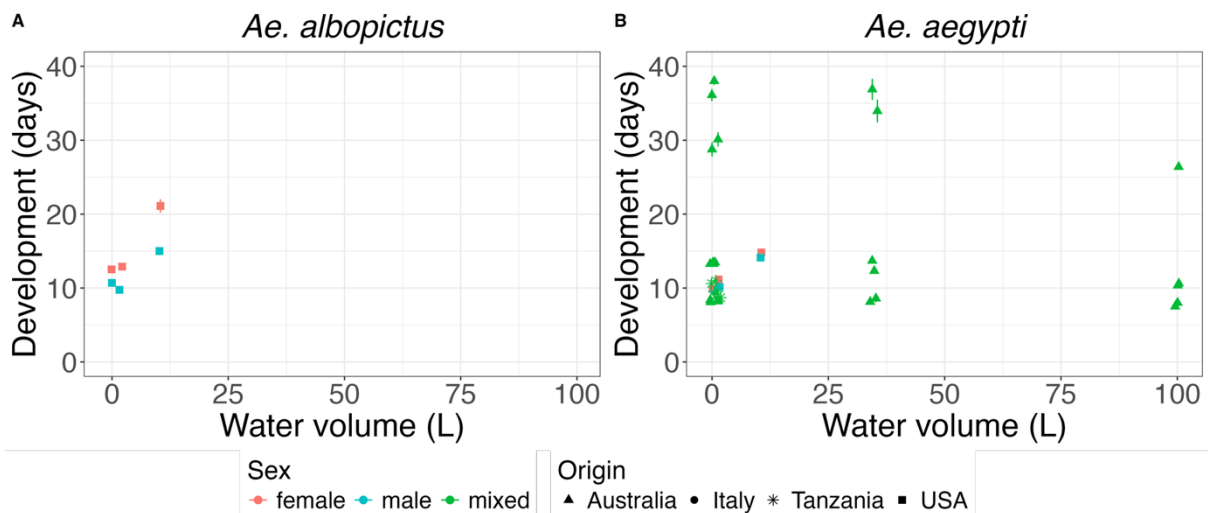 A
Ae. albopictus
Development (days)
40
30
20
10
0
0 25 50 75 100
Water volume (L)
B
Ae. aegypti
Development (days)
40
30
20
10
0
0 25 50 75 100
Water volume (L)
Sex
female male mixed
Origin
Australia Italy Tanzania USA